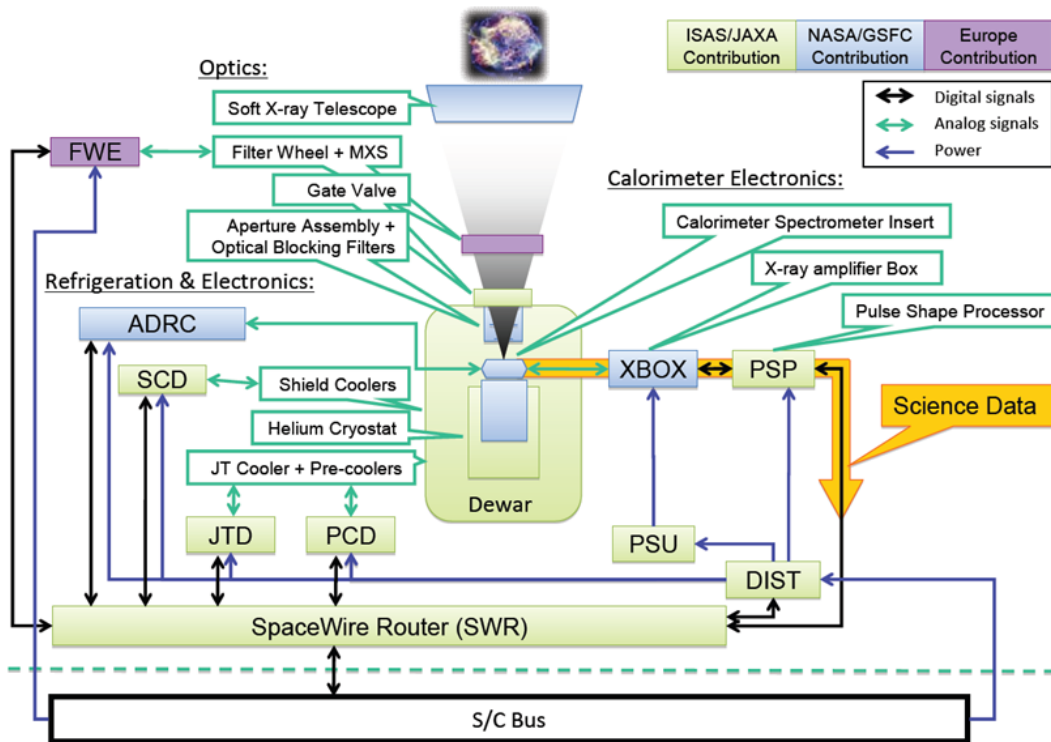 ISAS/JAXA
Contribution
NASA/GSFC
Contribution
Europe
Contribution
Digital signals
Analog signals
Power
Optics:
Soft X-ray Telescope
FWE
Filter Wheel + MXS
Gate Valve
Aperture Assembly +
Optical Blocking Filters
Calorimeter Electronics:
Calorimeter Spectrometer Insert
X-ray amplifier Box
Pulse Shape Processor
Refrigeration & Electronics:
ADRC
SCD
Shield Coolers
Helium Cryostat
JT Cooler + Pre-coolers
JTD
PCD
Dewar
XBOX
PSP
Science Data
PSU
DIST
SpaceWire Router (SWR)
S/C Bus